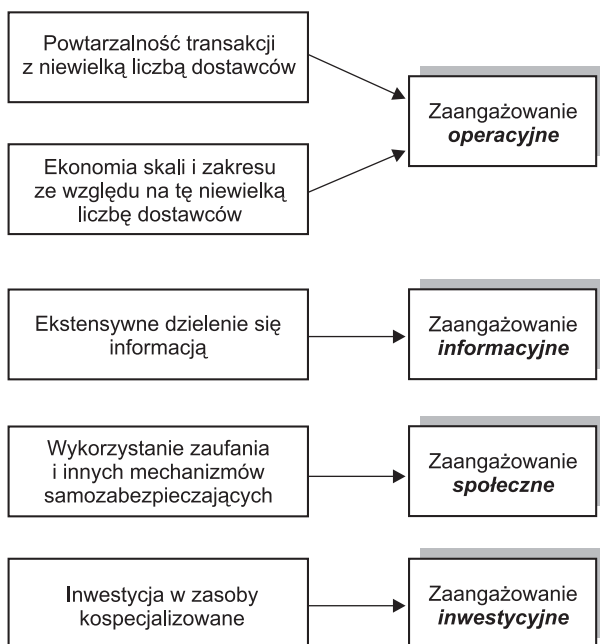 Powtarzalność transakcji
z niewielką liczbą dostawców
Zaangażowanie
operacyjne
Ekonomia skali i zakresu
ze względu na tę niewielką
liczbę dostawców
Ekstensywne dzielenie się
informacją
Zaangażowanie
informacyjne
Wykorzystanie zaufania
i innych mechanizmów
samozabezpieczających
Zaangażowanie
społeczne
Inwestycja w zasoby
kospecjalizowane
Zaangażowanie
inwestycyjne